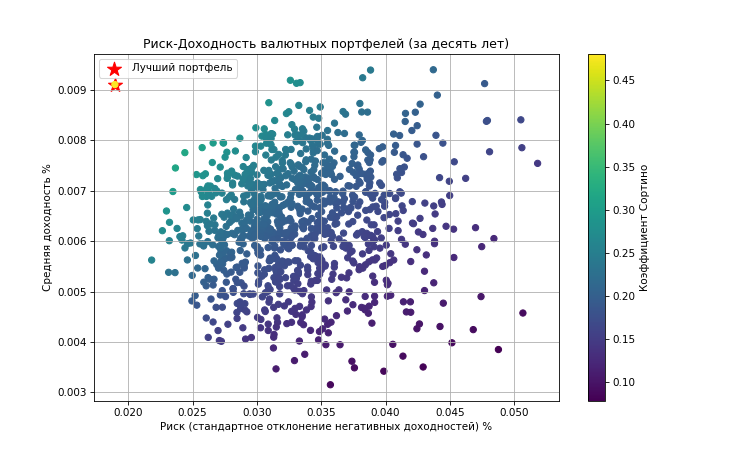 Риск-Доходность валютных портфелей (за десять лет)
Лучший портфель
0.009
0.008
0.007
0.006
0.005
0.004
0.003
Средняя доходность %
0.020 0.025 0.030 0.035 0.040 0.045 0.050
Риск (стандартное отклонение негативных доходностей) %
0.45
0.40
0.35
0.30
0.25
0.20
0.15
0.10
Коэффициент Сортино